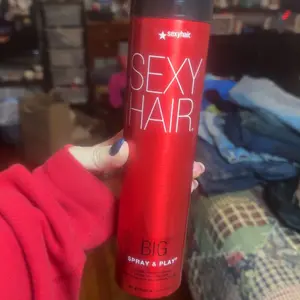 sexyhair
SEXY
HAIR.
BIG
SPRAY & PLAY®